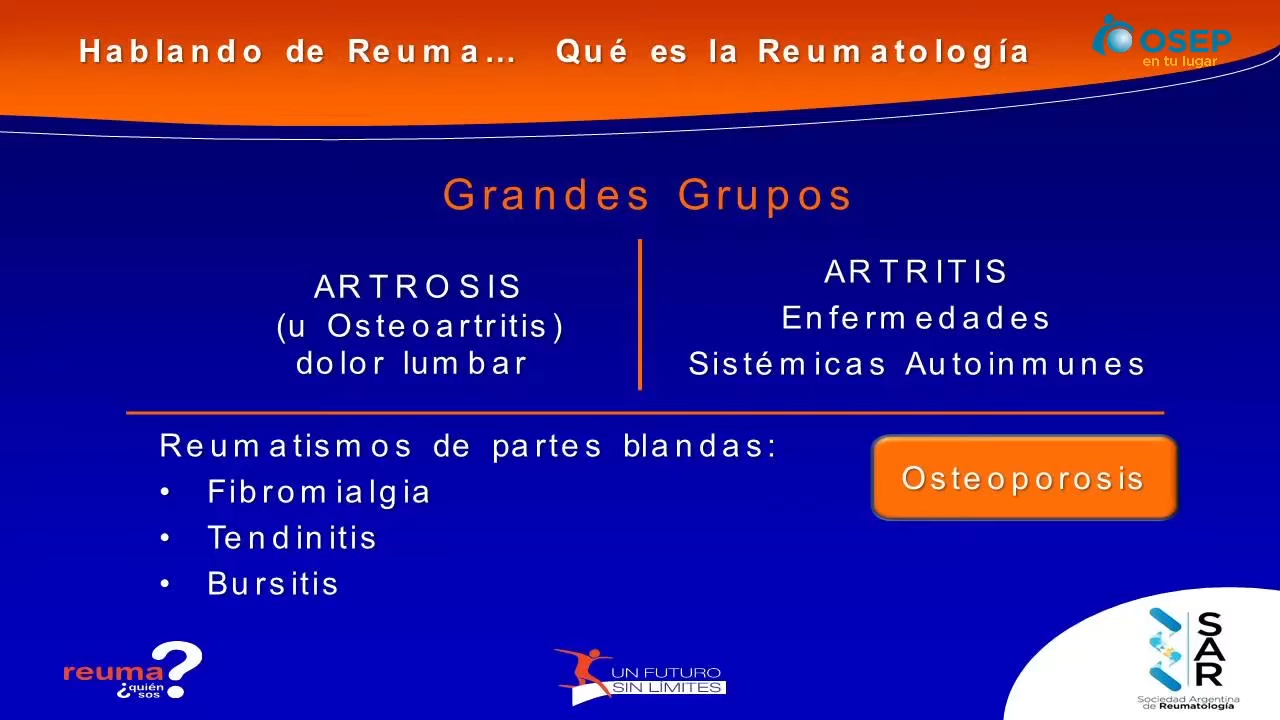 Hablando de Reuma... Qué es la Reumatología
OSEP
en tu lugar
Grandes Grupos
ARTROSIS
(u Osteoartritis)
dolor lumbar
ARTRITIS
Enfermedades
Sistémicas Autoinmunes
Reumatismos de partes blandas:
• Fibromialgia
• Tendinitis
• Bursitis
Osteoporosis
reuma?
¿quién
sos
UN FUTURO
SIN LÍMITES
SAR
Sociedad Argentina
de Reumatología